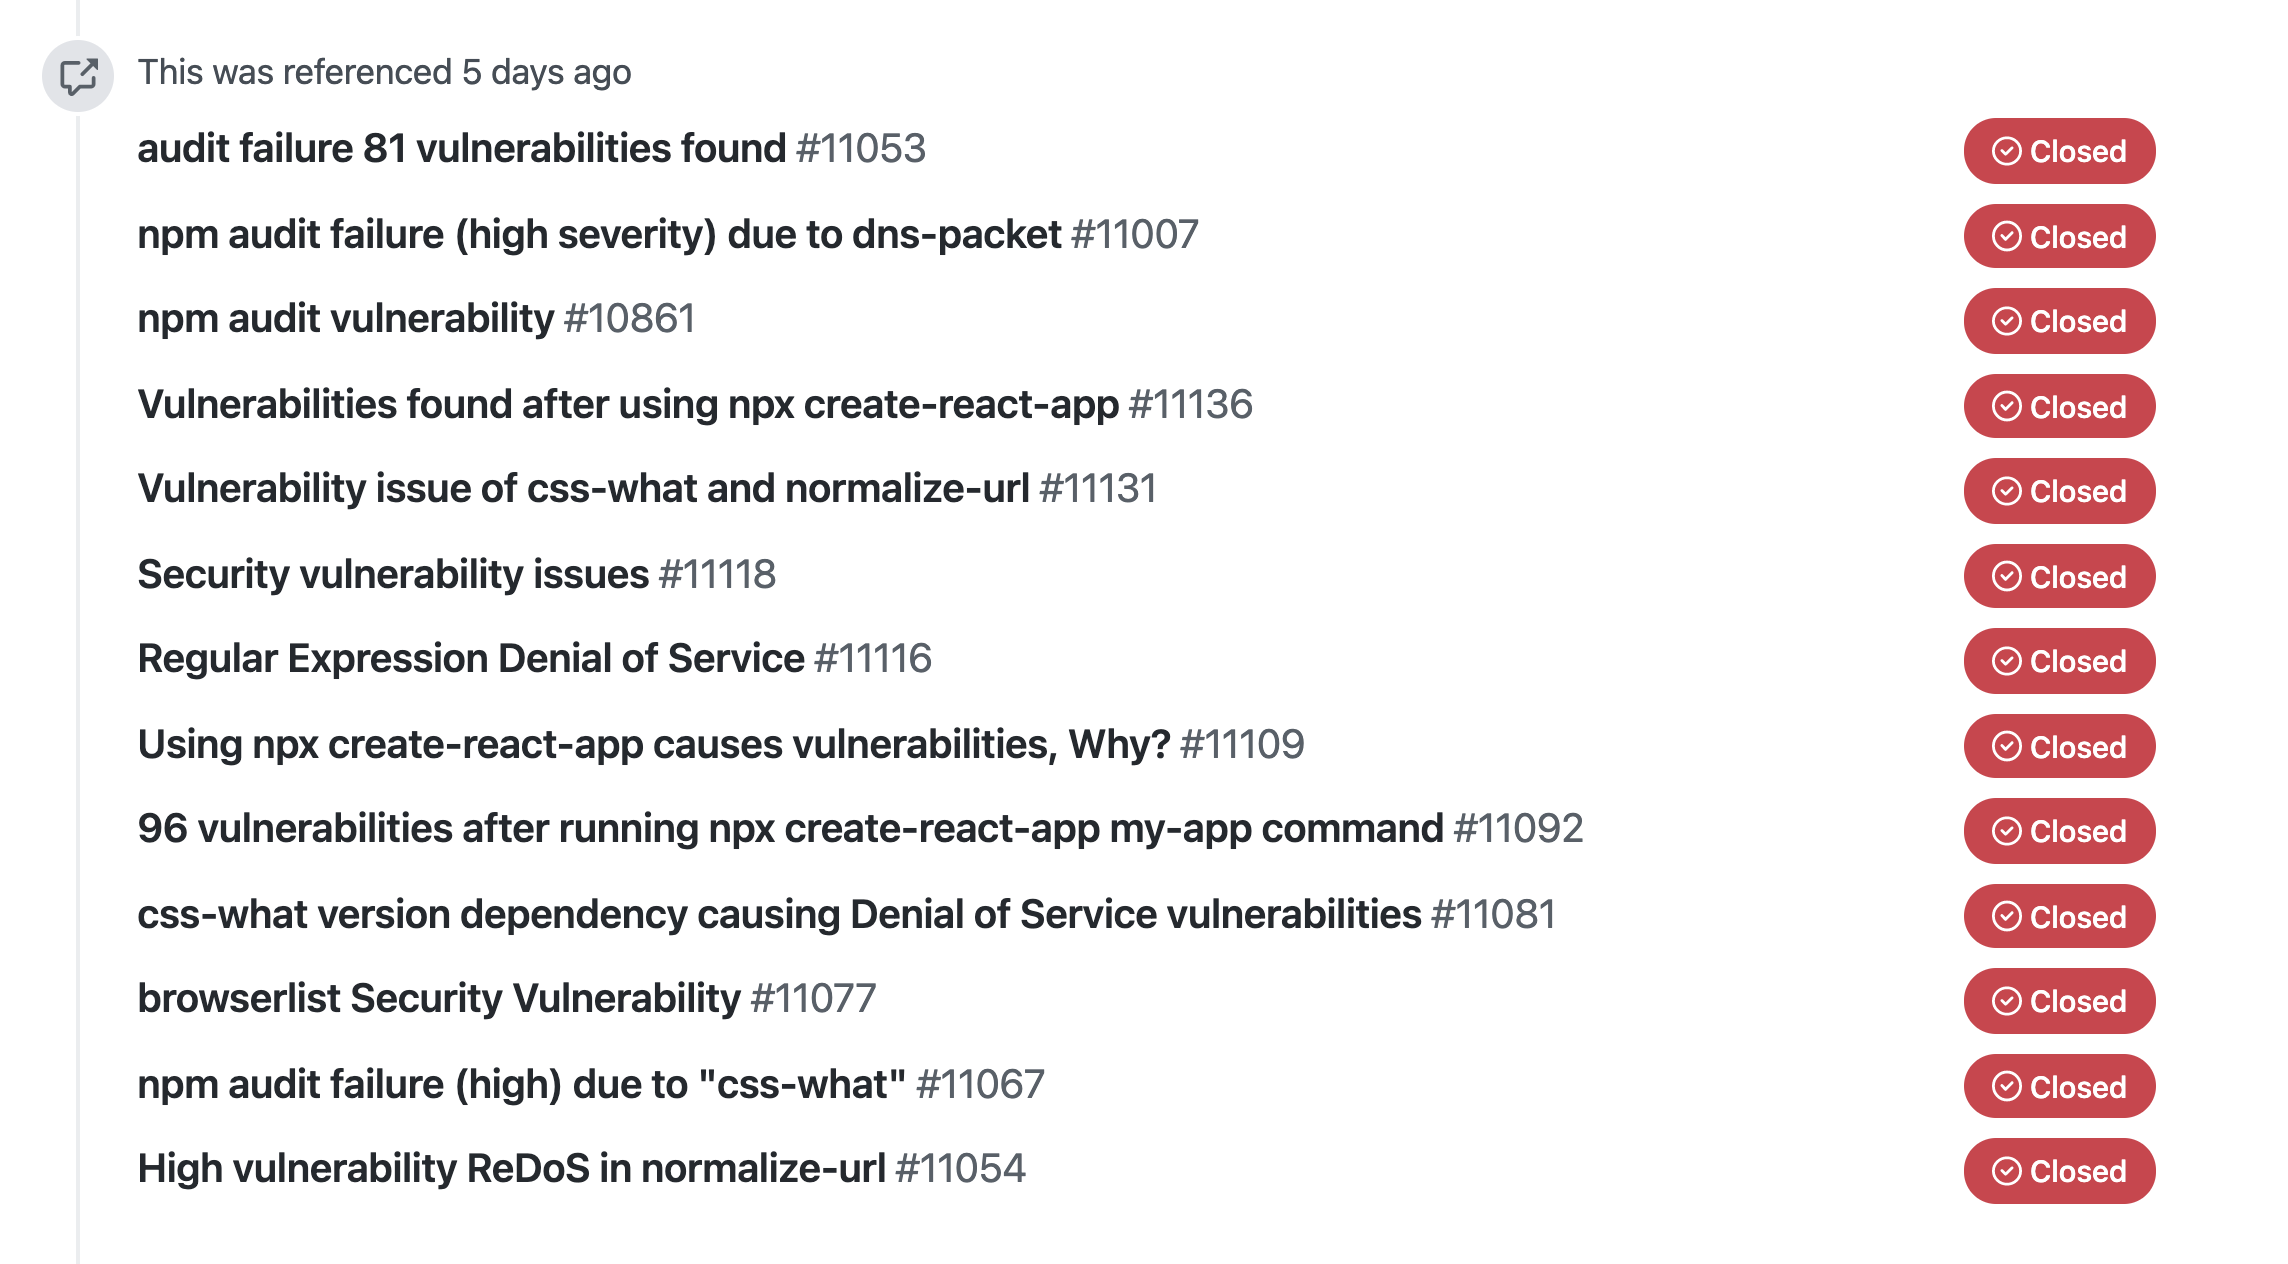 This was referenced 5 days ago
audit failure 81 vulnerabilities found #11053 Closed
npm audit failure (high severity) due to dns-packet #11007 Closed
npm audit vulnerability #10861 Closed
Vulnerabilities found after using npx create-react-app #11136 Closed
Vulnerability issue of css-what and normalize-url #11131 Closed
Security vulnerability issues #11118 Closed
Regular Expression Denial of Service #11116 Closed
Using npx create-react-app causes vulnerabilities, Why? #11109 Closed
96 vulnerabilities after running npx create-react-app my-app command #11092 Closed
css-what version dependency causing Denial of Service vulnerabilities #11081 Closed
browserlist Security Vulnerability #11077 Closed
npm audit failure (high) due to "css-what" #11067 Closed
High vulnerability ReDoS in normalize-url #11054 Closed